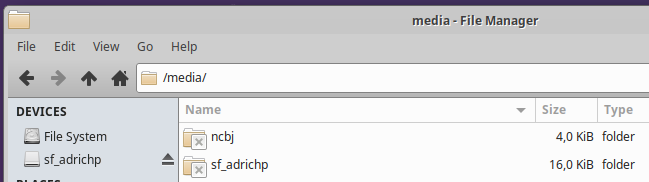 media - File Manager
File Edit View Go Help
/media/
DEVICES
File System
sf_adrichp
Name Size Type
ncbj 4,0 KiB folder
sf_adrichp 16,0 KiB folder